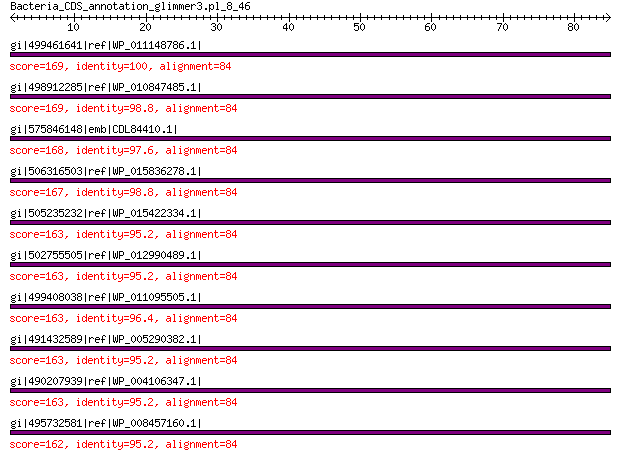 Bacteria_CDS_annotation_glimmer3.pl_8_46
10 20 30 40 50 60 70 80
gi|499461641|ref|WP_011148786.1|
score=169, identity=100, alignment=84
gi|498912285|ref|WP_010847485.1|
score=169, identity=98.8, alignment=84
gi|575846148|emb|CDL84410.1|
score=168, identity=97.6, alignment=84
gi|506316503|ref|WP_015836278.1|
score=167, identity=98.8, alignment=84
gi|505235232|ref|WP_015422334.1|
score=163, identity=95.2, alignment=84
gi|502755505|ref|WP_012990489.1|
score=163, identity=95.2, alignment=84
gi|499408038|ref|WP_011095505.1|
score=163, identity=96.4, alignment=84
gi|491432589|ref|WP_005290382.1|
score=163, identity=95.2, alignment=84
gi|490207939|ref|WP_004106347.1|
score=163, identity=95.2, alignment=84
gi|495732581|ref|WP_008457160.1|
score=162, identity=95.2, alignment=84